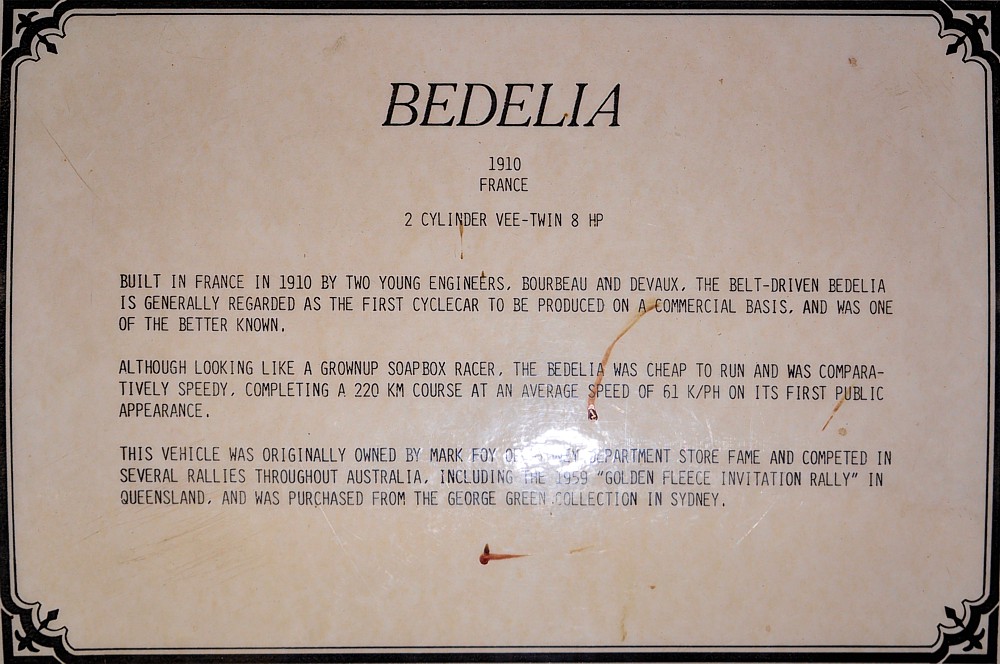 BEDELIA
1910
FRANCE
2 CYLINDER VEE-TWIN 8 HP
BUILT IN FRANCE IN 1910 BY TWO YOUNG ENGINEERS, BOURBEAU AND DEVAUX, THE BELT-DRIVEN BEDELIA
IS GENERALLY REGARDED AS THE FIRST CYCLECAR TO BE PRODUCED ON A COMMERCIAL BASIS, AND WAS ONE
OF THE BETTER KNOWN.
ALTHOUGH LOOKING LIKE A GROWNUP SOAPBOX RACER, THE BEDELIA WAS CHEAP TO RUN AND WAS COMPARA-
TIVELY SPEEDY, COMPLETING A 220 KM COURSE AT AN AVERAGE SPEED OF 61 K/PH ON ITS FIRST PUBLIC
APPEARANCE.
THIS VEHICLE WAS ORIGINALLY OWNED BY MARK FOY OF DEPARTMENT STORE FAME AND COMPETED IN
SEVERAL RALLIES THROUGHOUT AUSTRALIA, INCLUDING THE 1959 "GOLDEN FLEECE INVITATION RALLY" IN
QUEENSLAND, AND WAS PURCHASED FROM THE GEORGE GREEN COLLECTION IN SYDNEY.